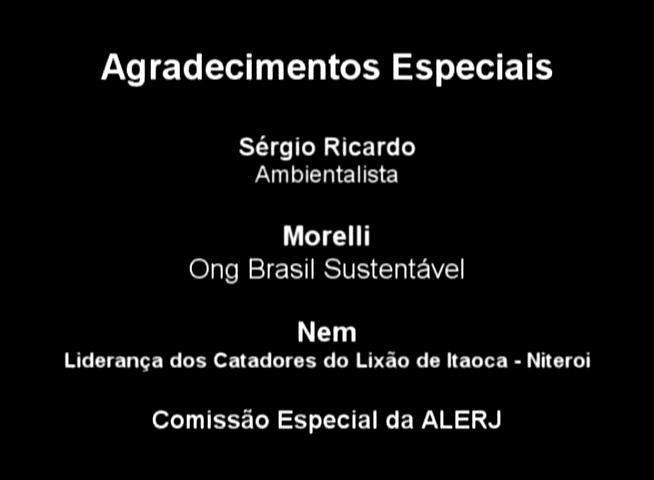 Agradecimentos Especiais
Sérgio Ricardo
Ambientalista
Morelli
Ong Brasil Sustentável
Nem
Liderança dos Catadores do Lixão de Itaoca - Niteroi
Comissão Especial da ALERJ